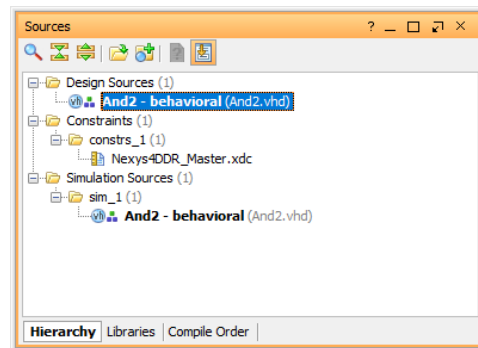 Sources
Design Sources (1)
And2 - behavioral (And2.vhd)
Constraints (1)
constrs_1 (1)
Nexys4DDR_Master.xdc
Simulation Sources (1)
sim_1 (1)
And2 - behavioral (And2.vhd)
Hierarchy Libraries Compile Order